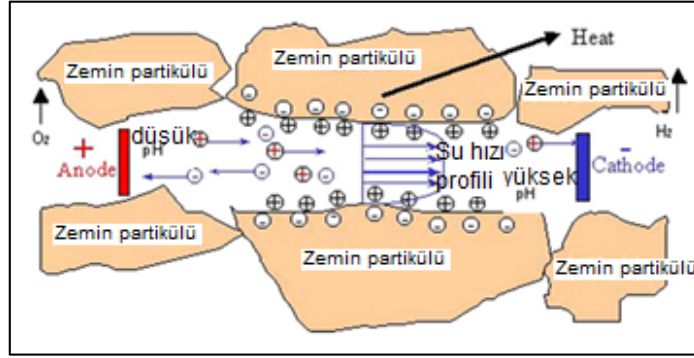 Zemin partikülü
Zemin partikülü
Heat
Zemin partikülü
O₂
H₂
+
Anode
düşük
pH
Su hızı
profili
yüksek
pH
-
Cathode
Zemin partikülü
Zemin partikülü
Zemin partikülü